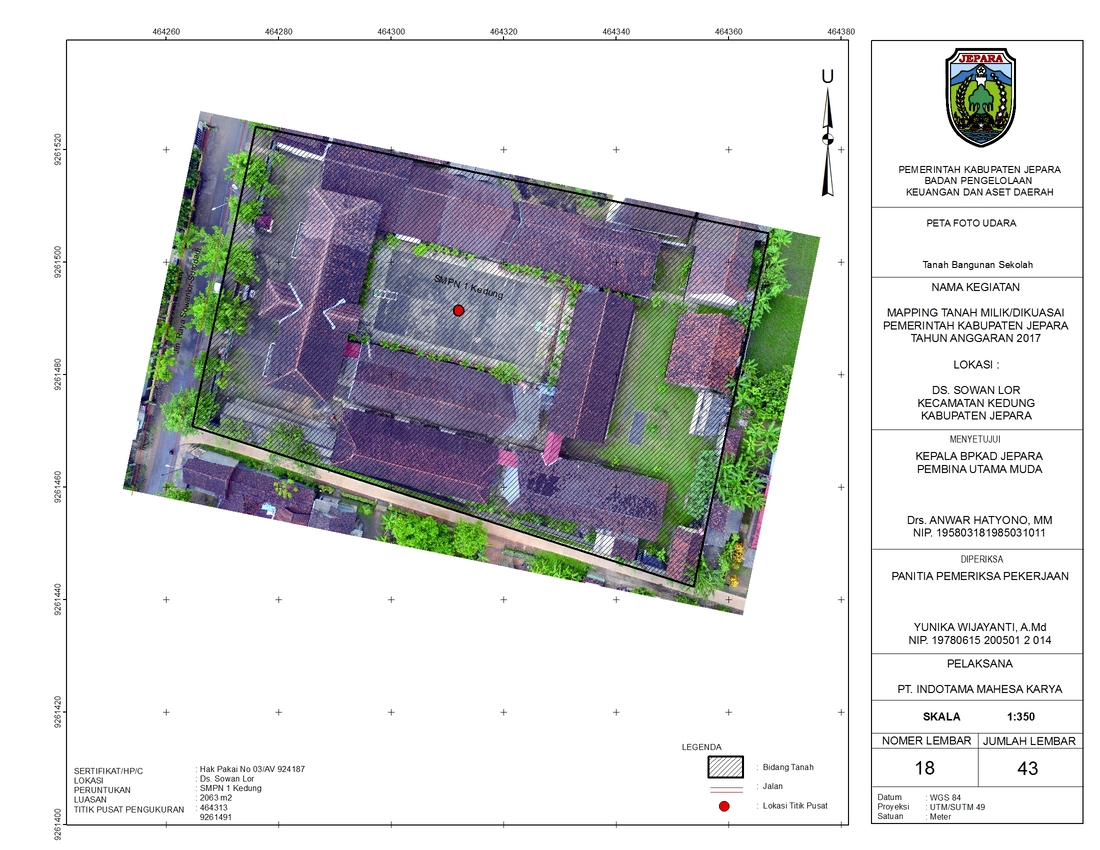 464260
464280
464300
464320
464340
464360
464380
9261520
9261500
9261480
9261460
9261440
9261420
9261400
U
SMPN 1 Kedung
JEPARA
PEMERINTAH KABUPATEN JEPARA
BADAN PENGELOLAAN
KEUANGAN DAN ASET DAERAH
PETA FOTO UDARA
Tanah Bangunan Sekolah
NAMA KEGIATAN
MAPPING TANAH MILIK/DIKUASAI
PEMERINTAH KABUPATEN JEPARA
TAHUN ANGGARAN 2017
LOKASI :
DS. SOWAN LOR
KECAMATAN KEDUNG
KABUPATEN JEPARA
MENYETUJUI
KEPALA BPKAD JEPARA
PEMBINA UTAMA MUDA
Drs. ANWAR HATYONO, MM
NIP. 195803181985031011
DIPERIKSA
PANITIA PEMERIKSA PEKERJAAN
YUNIKA WIJAYANTI, A.Md
NIP. 19780615 200501 2 014
PELAKSANA
PT. INDOTAMA MAHESA KARYA
SKALA 1:350
NOMER LEMBAR JUMLAH LEMBAR
18 43
Datum : WGS 84
Proyeksi : UTM/SUTM 49
Satuan : Meter
SERTIFIKAT/HP/C : Hak Pakai No 03/AV 924187
LOKASI : Ds. Sowan Lor
PERUNTUKAN : SMPN 1 Kedung
LUASAN : 2063 m2
TITIK PUSAT PENGUKURAN : 464313
9261491
LEGENDA
: Bidang Tanah
: Jalan
: Lokasi Titik Pusat